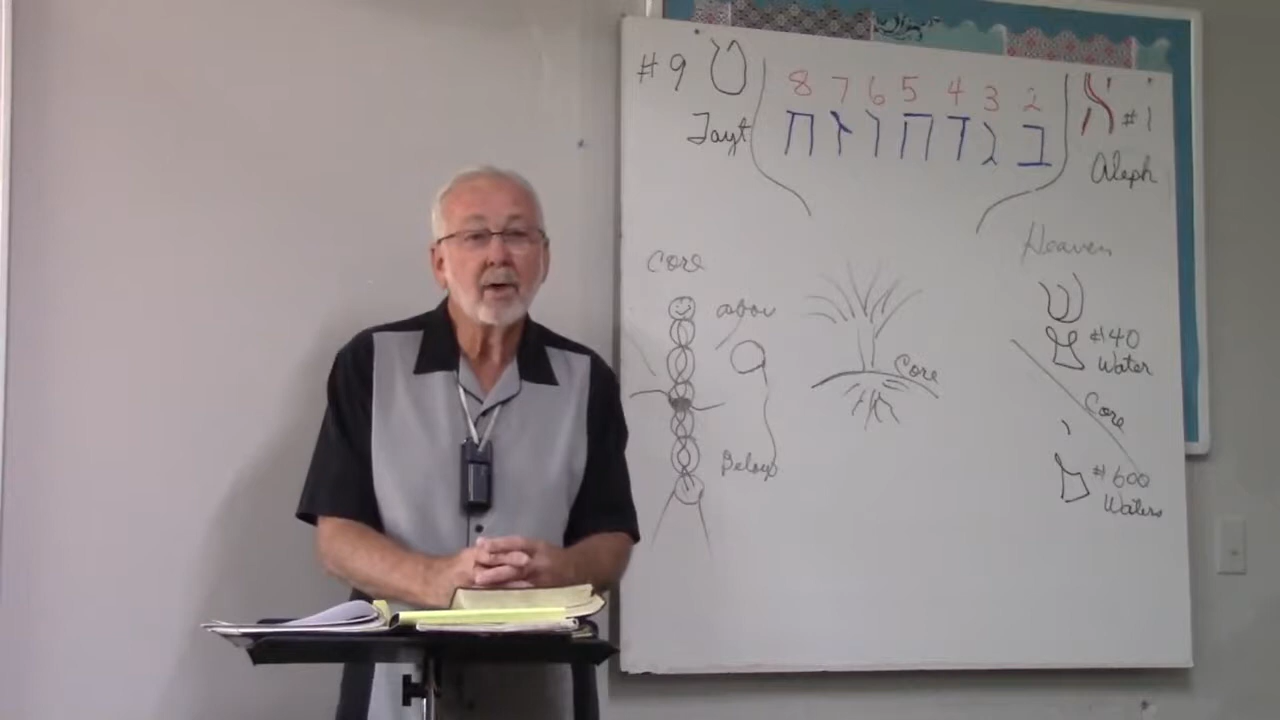 #9 ט
8 7 6 5 4 3 2
א #1
Tayt
ב ג ד ה ו ז ח
Aleph
Heaven
Core
ש
above
מ #40
Water
Core
Core
י
Below
ם #600
Waters